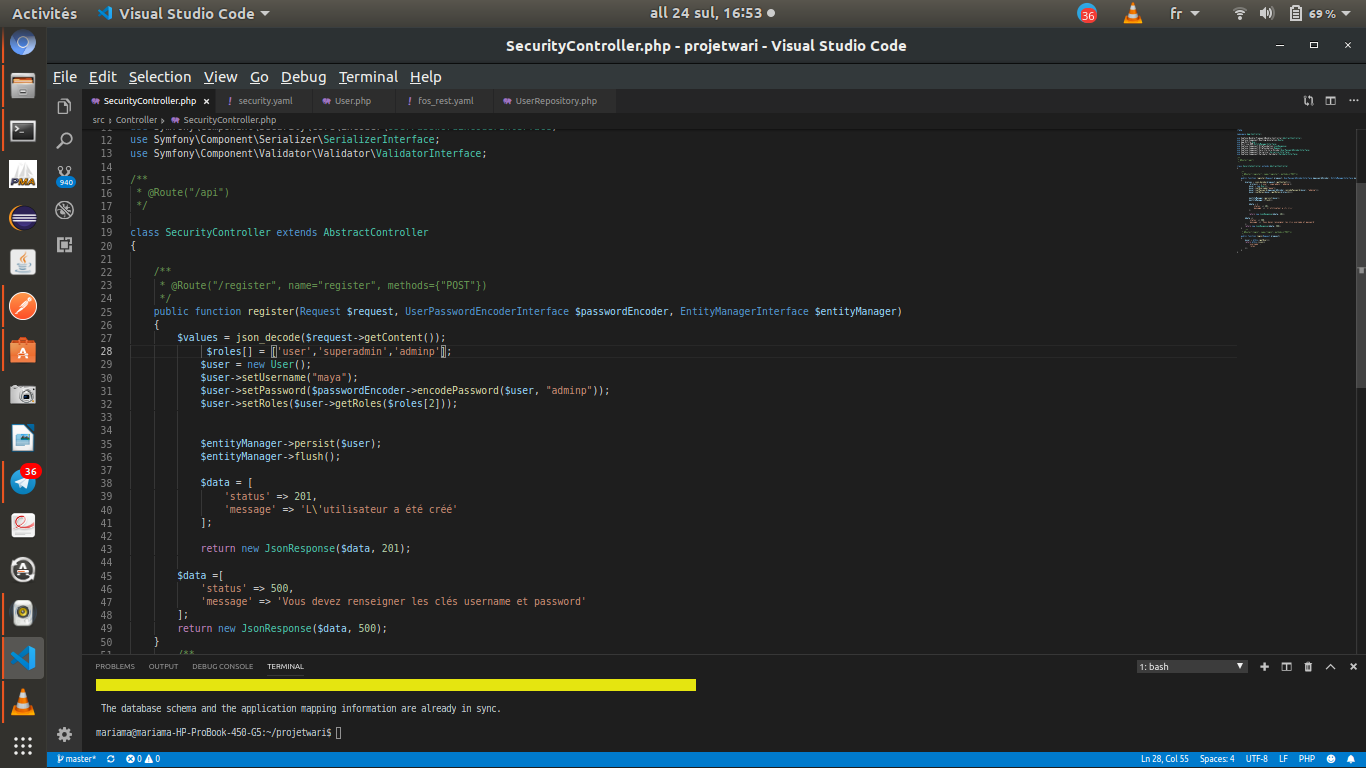 Activités
Visual Studio Code
all 24 sul, 16:53
36
fr
69 %
SecurityController.php - projetwari - Visual Studio Code
File Edit Selection View Go Debug Terminal Help
SecurityController.php
security.yaml
User.php
fos_rest.yaml
UserRepository.php
src Controller SecurityController.php
12 use Symfony\Component\Serializer\SerializerInterface;
13 use Symfony\Component\Validator\Validator\ValidatorInterface;
14
15 /**
16 * @Route("/api")
17 */
18
19 class SecurityController extends AbstractController
20 {
21
22 /**
23 * @Route("/register", name="register", methods={"POST"})
24 */
25 public function register(Request $request, UserPasswordEncoderInterface $passwordEncoder, EntityManagerInterface $entityManager)
26 {
27 $values = json_decode($request->getContent());
28 $roles[] = ['user','superadmin','adminp'];
29 $user = new User();
30 $user->setUsername("maya");
31 $user->setPassword($passwordEncoder->encodePassword($user, "adminp"));
32 $user->setRoles($user->getRoles($roles[2]));
33
34
35 $entityManager->persist($user);
36 $entityManager->flush();
37
38 $data = [
39 'status' => 201,
40 'message' => 'L\'utilisateur a été créé'
41 ];
42
43 return new JsonResponse($data, 201);
44
45 $data =[
46 'status' => 500,
47 'message' => 'Vous devez renseigner les clés username et password'
48 ];
49 return new JsonResponse($data, 500);
50 }
/**
940
PMA
36
PROBLEMS OUTPUT DEBUG CONSOLE TERMINAL
1: bash
The database schema and the application mapping information are already in sync.
mariama@mariama-HP-ProBook-450-G5:~/projetwari$
master* 0 0
Ln 28, Col 55 Spaces: 4 UTF-8 LF PHP